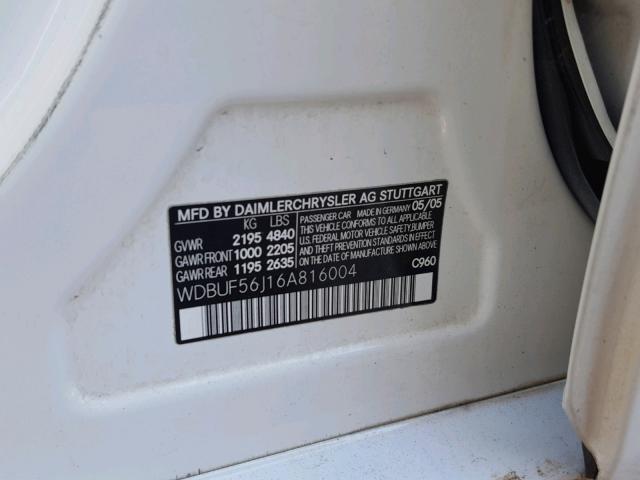 MFD BY DAIMLERCHRYSLER AG STUTTGART
KG LBS
GVWR 2195 4840
GAWR FRONT 1000 2205
GAWR REAR 1195 2635
PASSENGER CAR MADE IN GERMANY 05/05
THIS VEHICLE CONFORMS TO ALL APPLICABLE
U.S. FEDERAL MOTOR VEHICLE SAFETY, BUMPER
AND THEFT PREVENTION STANDARDS IN EFFECT
ON THE DATE OF MANUFACTURE SHOWN ABOVE.
C960
WDBUF56J16A816004